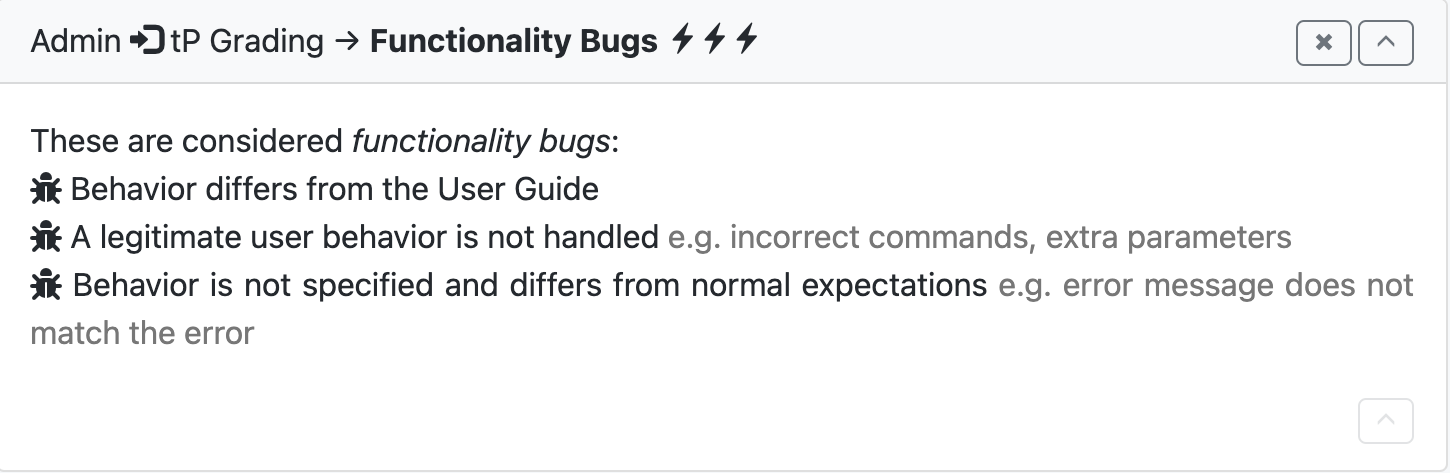 Admin tP Grading → Functionality Bugs
These are considered functionality bugs:
Behavior differs from the User Guide
A legitimate user behavior is not handled e.g. incorrect commands, extra parameters
Behavior is not specified and differs from normal expectations e.g. error message does not
match the error